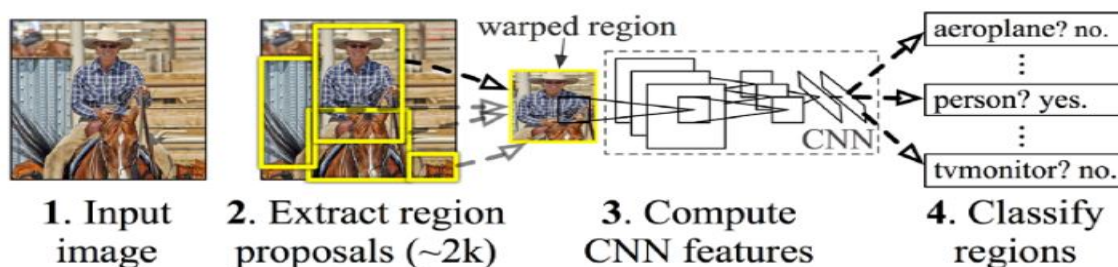 warped region
aeroplane? no.
person? yes.
tvmonitor? no.
CNN
1. Input
image
2. Extract region
proposals (~2k)
3. Compute
CNN features
4. Classify
regions